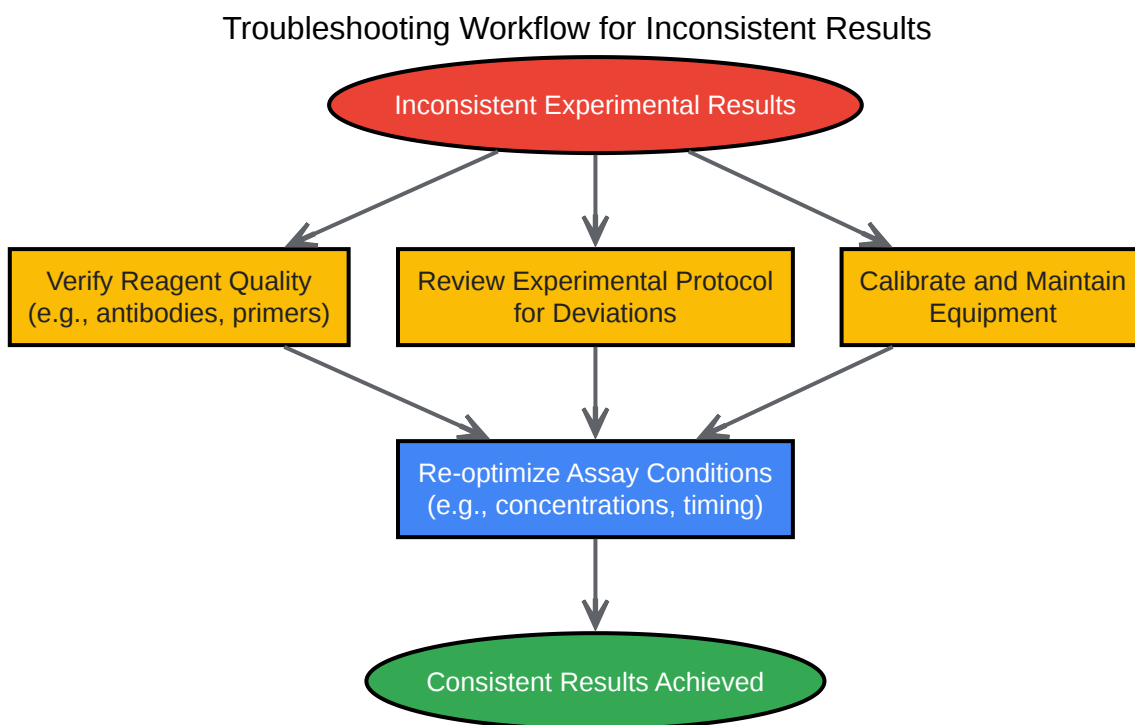 Troubleshooting Workflow for Inconsistent Results
Inconsistent Experimental Results
Verify Reagent Quality
(e.g., antibodies, primers)
Review Experimental Protocol
for Deviations
Calibrate and Maintain
Equipment
Re-optimize Assay Conditions
(e.g., concentrations, timing)
Consistent Results Achieved